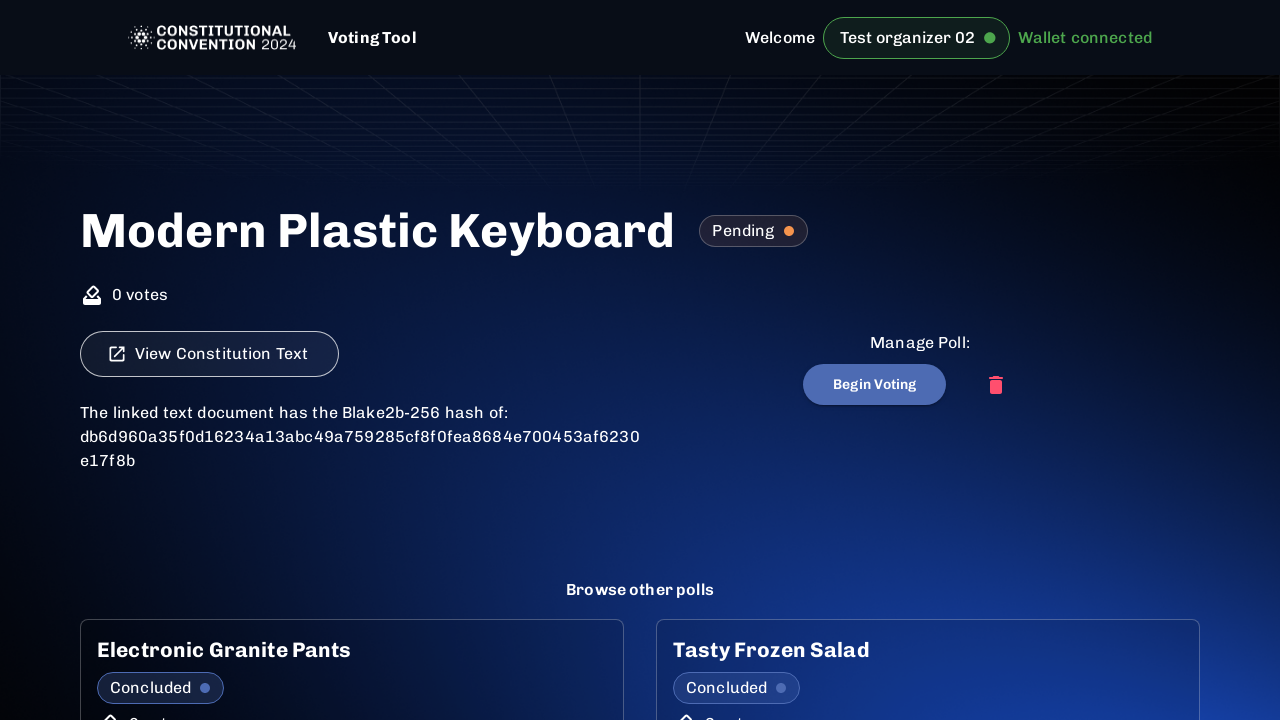 CONSTITUTIONAL
CONVENTION 2024
Voting Tool
Welcome
Test organizer 02
Wallet connected
Modern Plastic Keyboard
Pending
0 votes
View Constitution Text
Manage Poll:
Begin Voting
The linked text document has the Blake2b-256 hash of:
db6d960a35f0d16234a13abc49a759285cf8f0fea8684e700453af6230
e17f8b
Browse other polls
Electronic Granite Pants
Tasty Frozen Salad
Concluded
Concluded